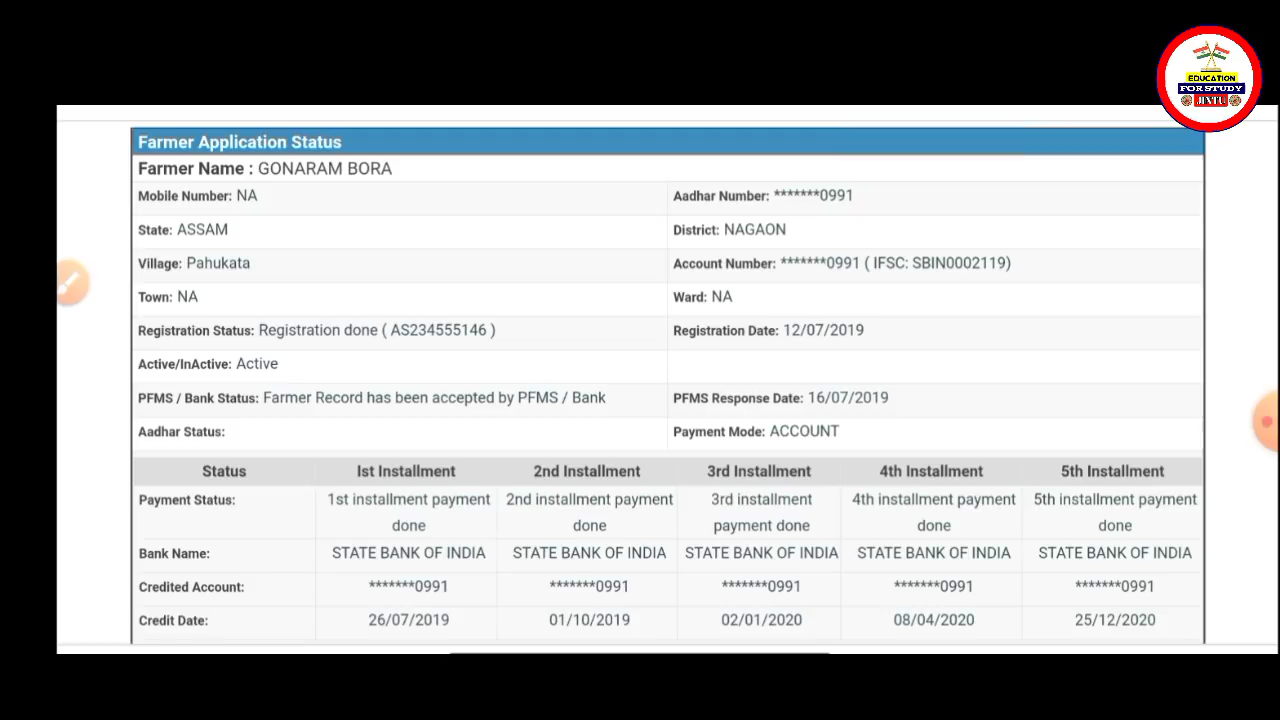 EDUCATION
FOR STUDY
JINTU
Farmer Application Status
Farmer Name : GONARAM BORA
Mobile Number: NA Aadhar Number: *******0991
State: ASSAM District: NAGAON
Village: Pahukata Account Number: *******0991 ( IFSC: SBIN0002119)
Town: NA Ward: NA
Registration Status: Registration done ( AS234555146 ) Registration Date: 12/07/2019
Active/InActive: Active
PFMS / Bank Status: Farmer Record has been accepted by PFMS / Bank PFMS Response Date: 16/07/2019
Aadhar Status: Payment Mode: ACCOUNT
Status Ist Installment 2nd Installment 3rd Installment 4th Installment 5th Installment
Payment Status: 1st installment payment 2nd installment payment 3rd installment 4th installment payment 5th installment payment
done done payment done done done
Bank Name: STATE BANK OF INDIA STATE BANK OF INDIA STATE BANK OF INDIA STATE BANK OF INDIA STATE BANK OF INDIA
Credited Account: *******0991 *******0991 *******0991 *******0991 *******0991
Credit Date: 26/07/2019 01/10/2019 02/01/2020 08/04/2020 25/12/2020